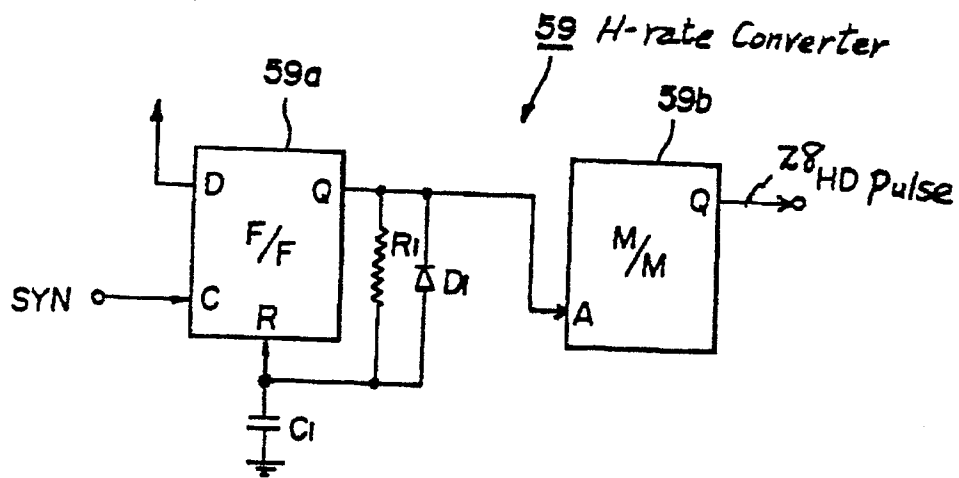 59 H-rate Converter
59a
59b
D
Q
F/F
C
R
SYN
R1
D1
C1
Q
M/M
A
28
HD Pulse